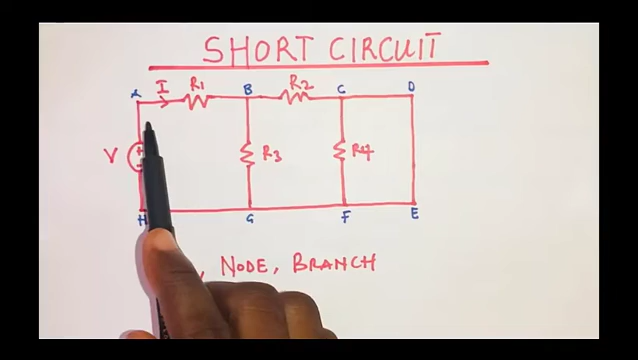 SHORT CIRCUIT
A I R1 B R2 C D
V + R3 R4
H G F E
, NODE, BRANCH